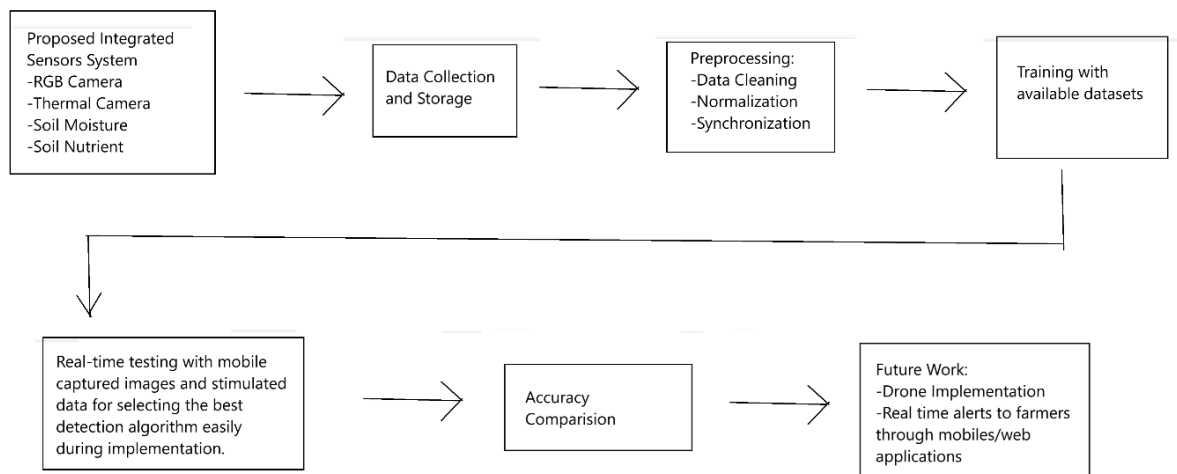 Proposed Integrated
Sensors System
-RGB Camera
-Thermal Camera
-Soil Moisture
-Soil Nutrient
Data Collection
and Storage
Preprocessing:
-Data Cleaning
-Normalization
-Synchronization
Training with
available datasets
Real-time testing with mobile
captured images and stimulated
data for selecting the best
detection algorithm easily
during implementation.
Accuracy
Comparision
Future Work:
-Drone Implementation
-Real time alerts to farmers
through mobiles/web
applications